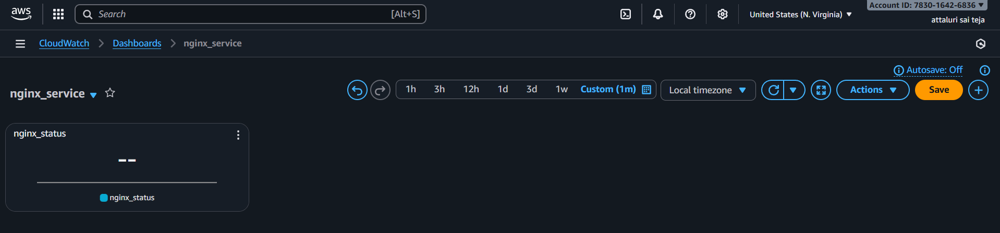 aws
Search [Alt+S]
United States (N. Virginia)
Account ID: 7830-1642-6836
attaluri sai teja
CloudWatch Dashboards nginx_service
Autosave: Off
nginx_service
1h 3h 12h 1d 3d 1w Custom (1m)
Local timezone
Actions
Save
nginx_status
--
nginx_status